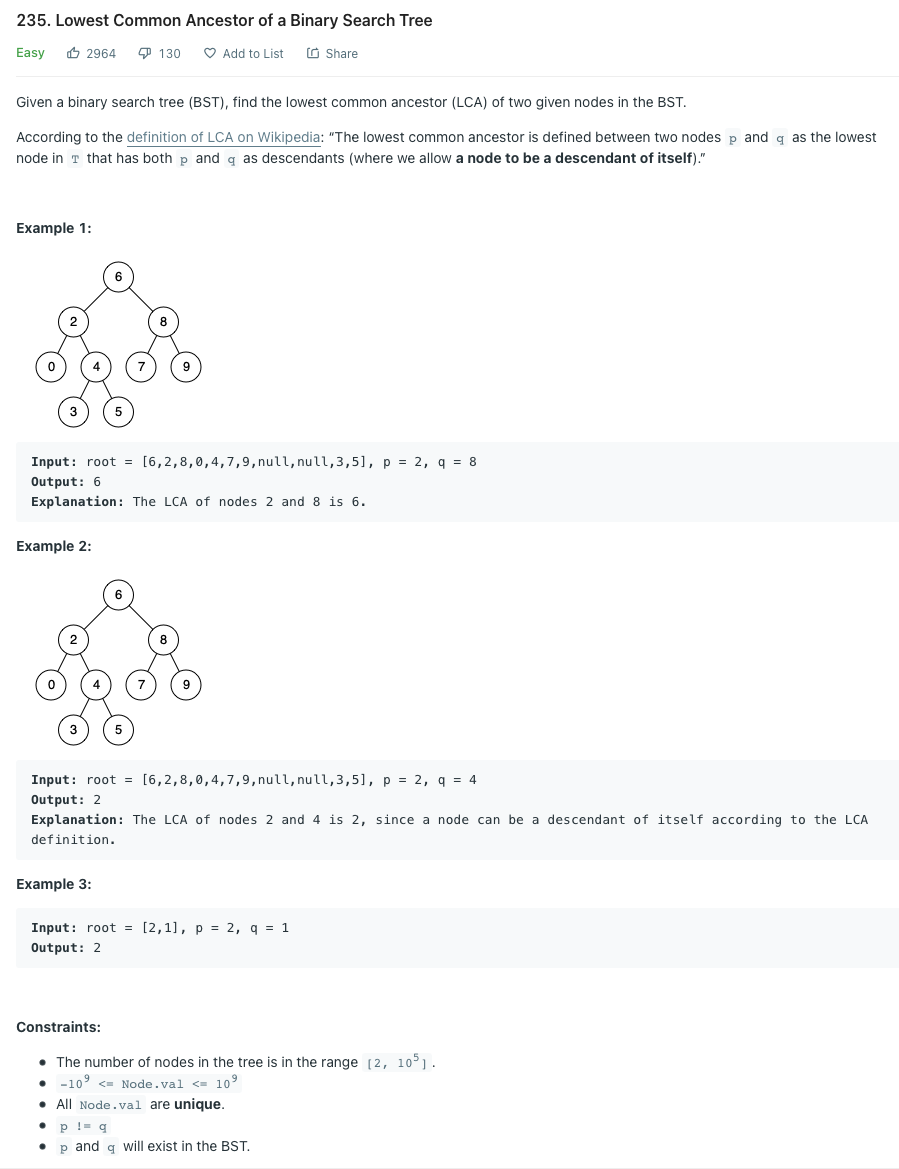 235. Lowest Common Ancestor of a Binary Search Tree
Easy 2964 130 Add to List Share
Given a binary search tree (BST), find the lowest common ancestor (LCA) of two given nodes in the BST.
According to the definition of LCA on Wikipedia: “The lowest common ancestor is defined between two nodes p and q as the lowest
node in T that has both p and q as descendants (where we allow a node to be a descendant of itself).”
Example 1:
6
2 8
0 4 7 9
3 5
Input: root = [6,2,8,0,4,7,9,null,null,3,5], p = 2, q = 8
Output: 6
Explanation: The LCA of nodes 2 and 8 is 6.
Example 2:
6
2 8
0 4 7 9
3 5
Input: root = [6,2,8,0,4,7,9,null,null,3,5], p = 2, q = 4
Output: 2
Explanation: The LCA of nodes 2 and 4 is 2, since a node can be a descendant of itself according to the LCA
definition.
Example 3:
Input: root = [2,1], p = 2, q = 1
Output: 2
Constraints:
• The number of nodes in the tree is in the range [2, 10⁵].
• -10⁹ <= Node.val <= 10⁹
• All Node.val are unique.
• p != q
• p and q will exist in the BST.